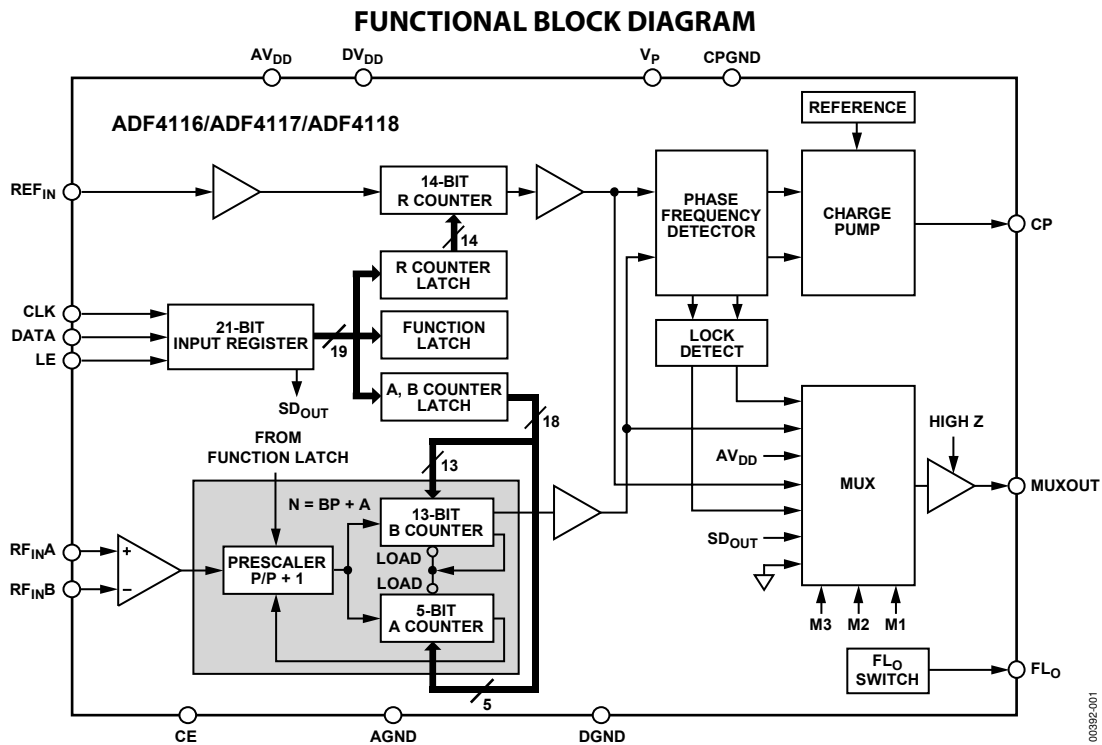 FUNCTIONAL BLOCK DIAGRAM
AVDD
DVDD
VP
CPGND
ADF4116/ADF4117/ADF4118
REFERENCE
REFIN
14-BIT
R COUNTER
PHASE
FREQUENCY
DETECTOR
CHARGE
PUMP
CP
14
R COUNTER
LATCH
CLK
DATA
LE
21-BIT
INPUT REGISTER
19
FUNCTION
LATCH
LOCK
DETECT
A, B COUNTER
LATCH
SDOUT
18
FROM
FUNCTION LATCH
13
HIGH Z
AVDD
MUX
MUXOUT
N = BP + A
13-BIT
B COUNTER
SDOUT
RFINA
RFINB
+
–
PRESCALER
P/P + 1
LOAD
LOAD
5-BIT
A COUNTER
M3
M2
M1
FLO
SWITCH
FLO
5
CE
AGND
DGND
00392-001